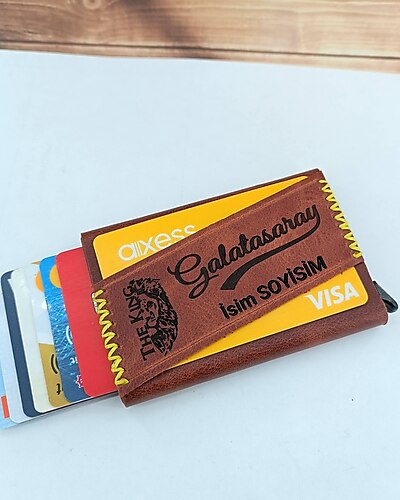 axess
Galatasaray
İsim SOYİSİM
THE KING
VISA